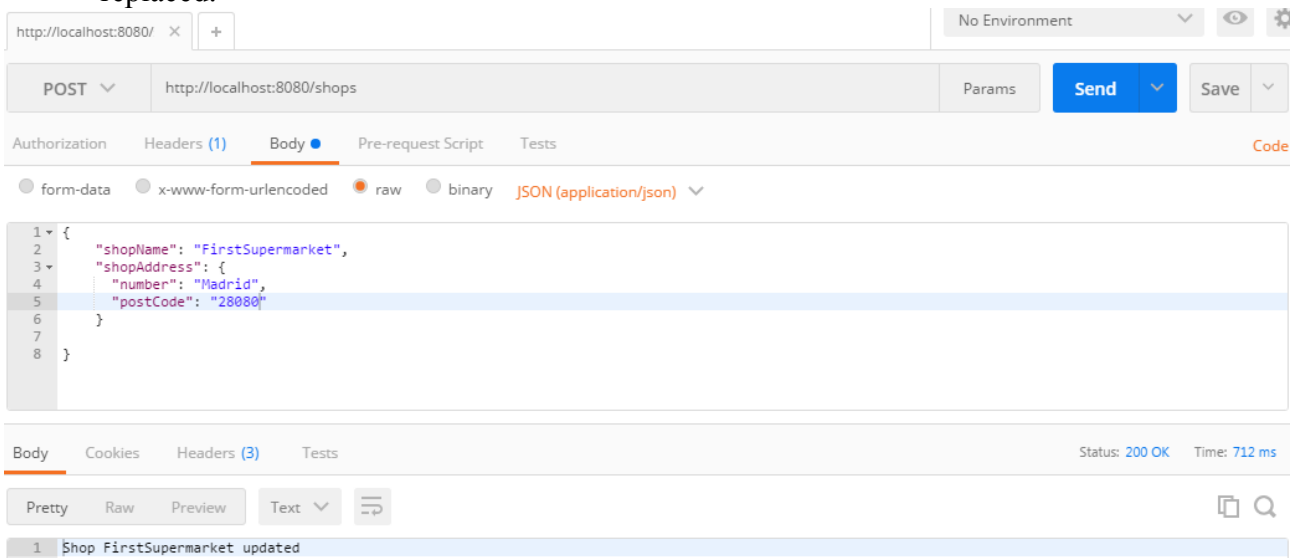 replaced.
http://localhost:8080/ × +
No Environment
POST http://localhost:8080/shops Params Send Save
Authorization Headers (1) Body Pre-request Script Tests Code
form-data x-www-form-urlencoded raw binary JSON (application/json)
1 {
2 "shopName": "FirstSupermarket",
3 "shopAddress": {
4 "number": "Madrid",
5 "postCode": "28080"
6 }
7
8 }
Body Cookies Headers (3) Tests Status: 200 OK Time: 712 ms
Pretty Raw Preview Text
1 Shop FirstSupermarket updated